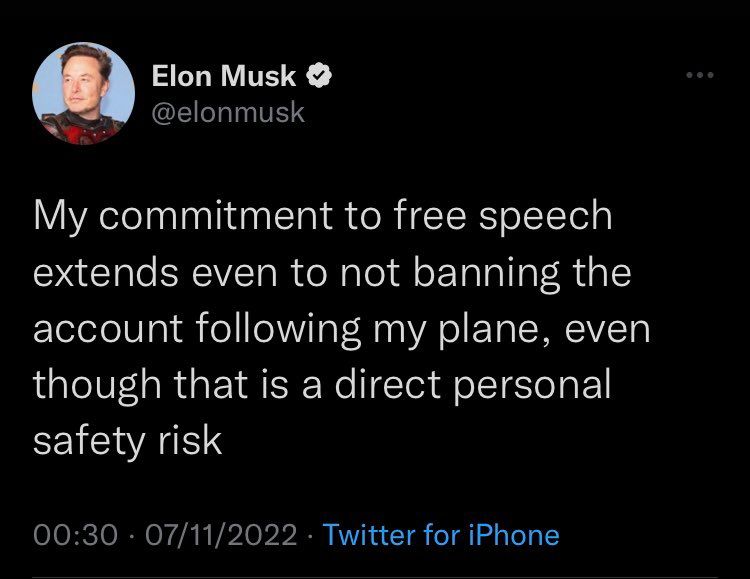 Elon Musk
@elonmusk
My commitment to free speech
extends even to not banning the
account following my plane, even
though that is a direct personal
safety risk
00:30 · 07/11/2022 · Twitter for iPhone